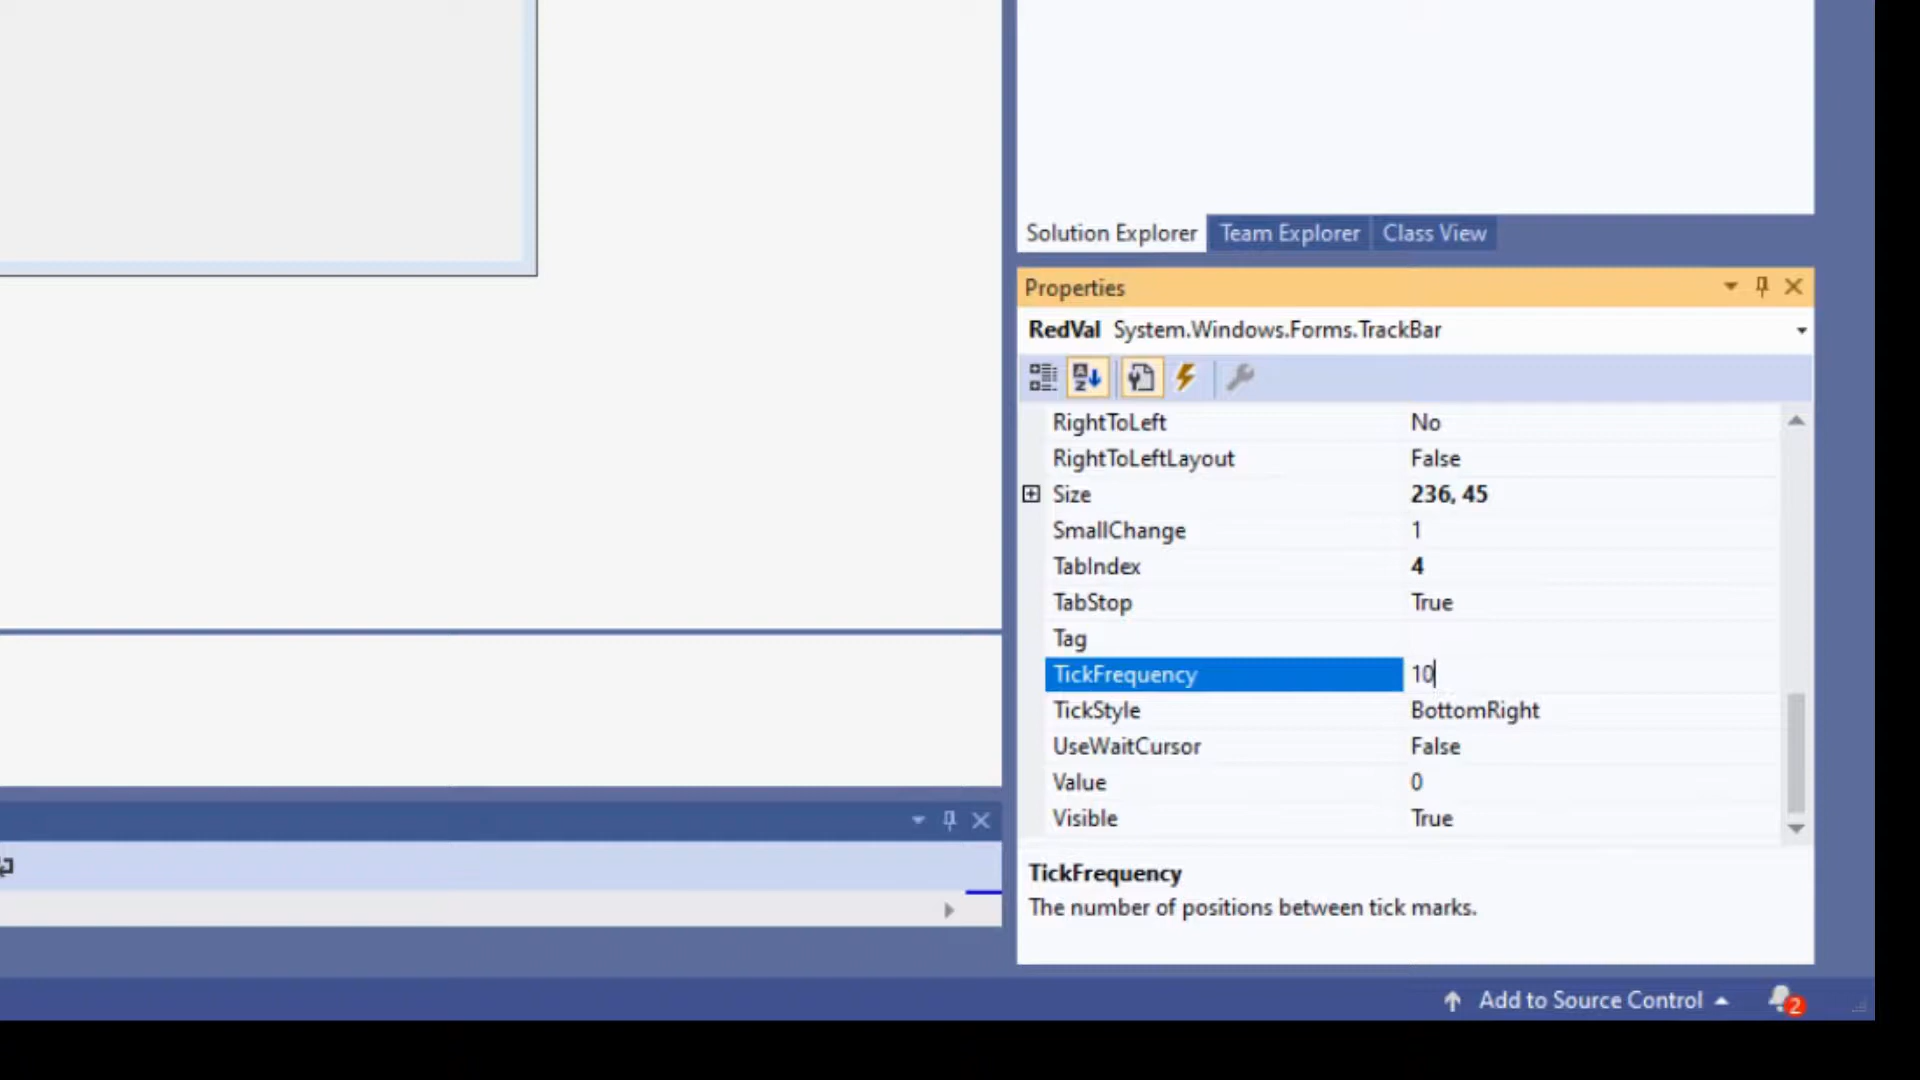 Solution Explorer Team Explorer Class View
Properties
RedVal System.Windows.Forms.TrackBar
RightToLeft No
RightToLeftLayout False
Size 236, 45
SmallChange 1
TabIndex 4
TabStop True
Tag
TickFrequency 10
TickStyle BottomRight
UseWaitCursor False
Value 0
Visible True
TickFrequency
The number of positions between tick marks.
Add to Source Control 2